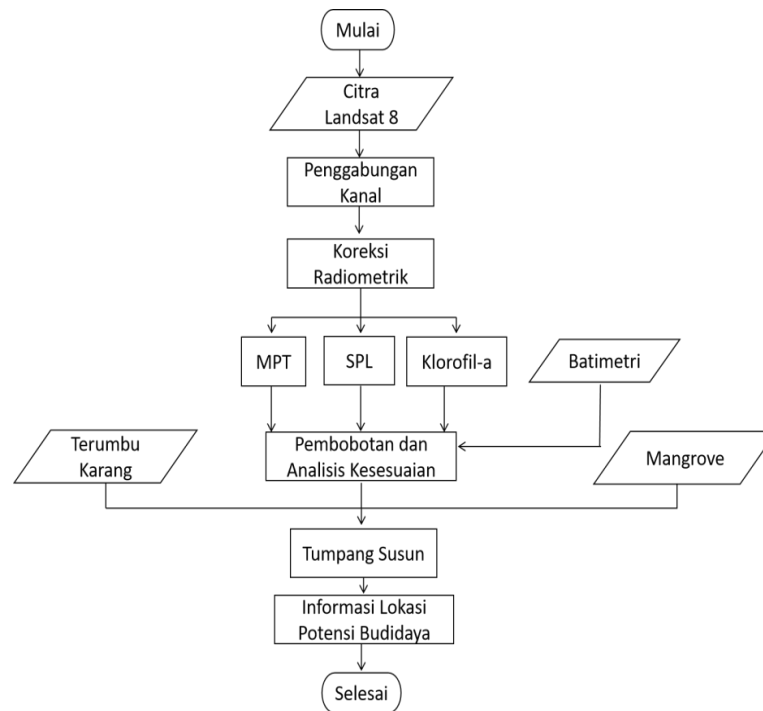 Mulai
Citra
Landsat 8
Penggabungan
Kanal
Koreksi
Radiometrik
MPT
SPL
Klorofil-a
Batimetri
Terumbu
Karang
Pembobotan dan
Analisis Kesesuaian
Mangrove
Tumpang Susun
Informasi Lokasi
Potensi Budidaya
Selesai